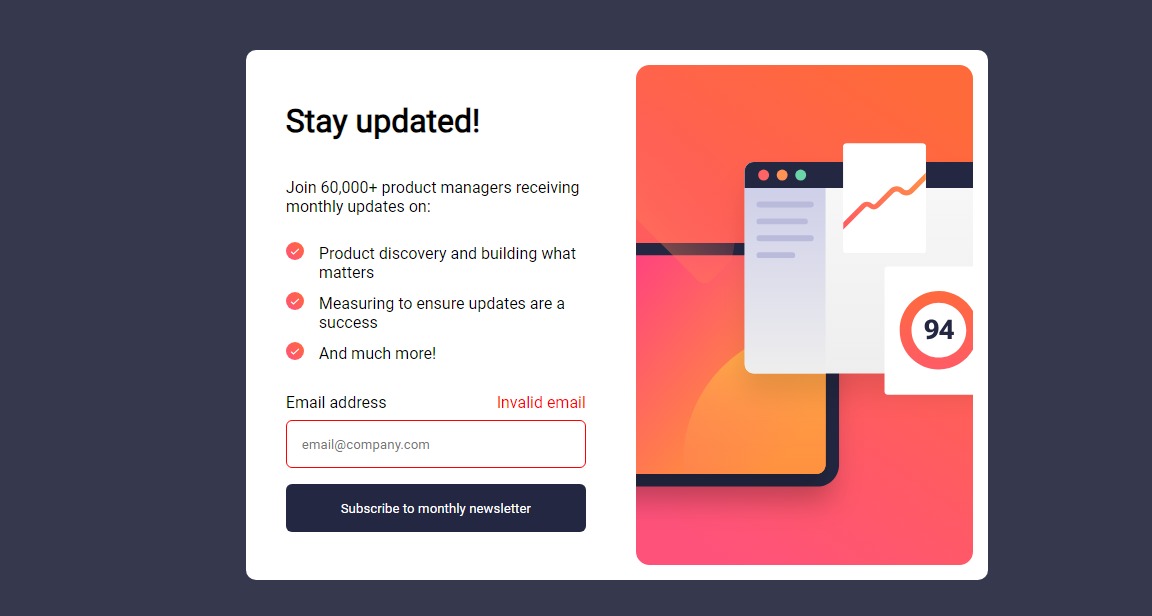 Stay updated!
Join 60,000+ product managers receiving
monthly updates on:
Product discovery and building what
matters
Measuring to ensure updates are a
success
And much more!
Email address Invalid email
email@company.com
Subscribe to monthly newsletter
94